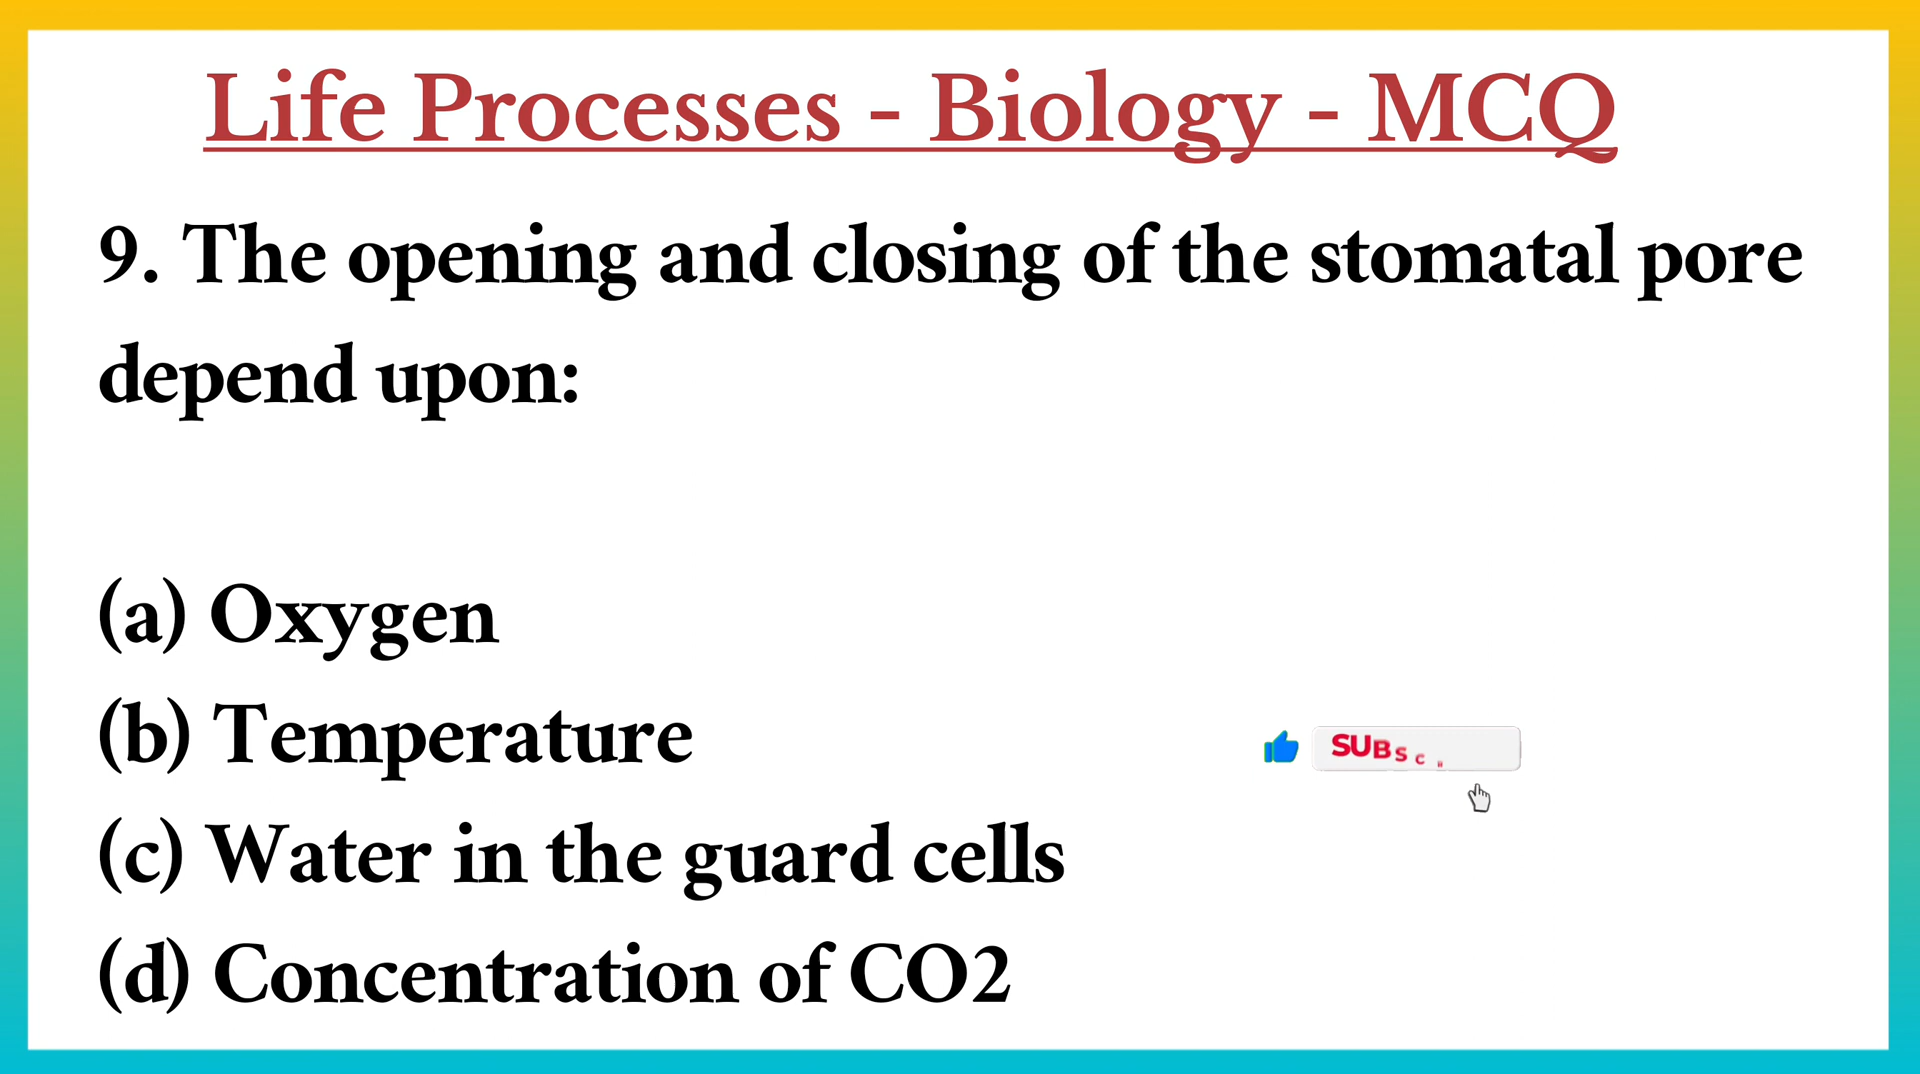 Life Processes - Biology - MCQ
9. The opening and closing of the stomatal pore
depend upon:
(a) Oxygen
(b) Temperature
(c) Water in the guard cells
(d) Concentration of CO2
SUBSC